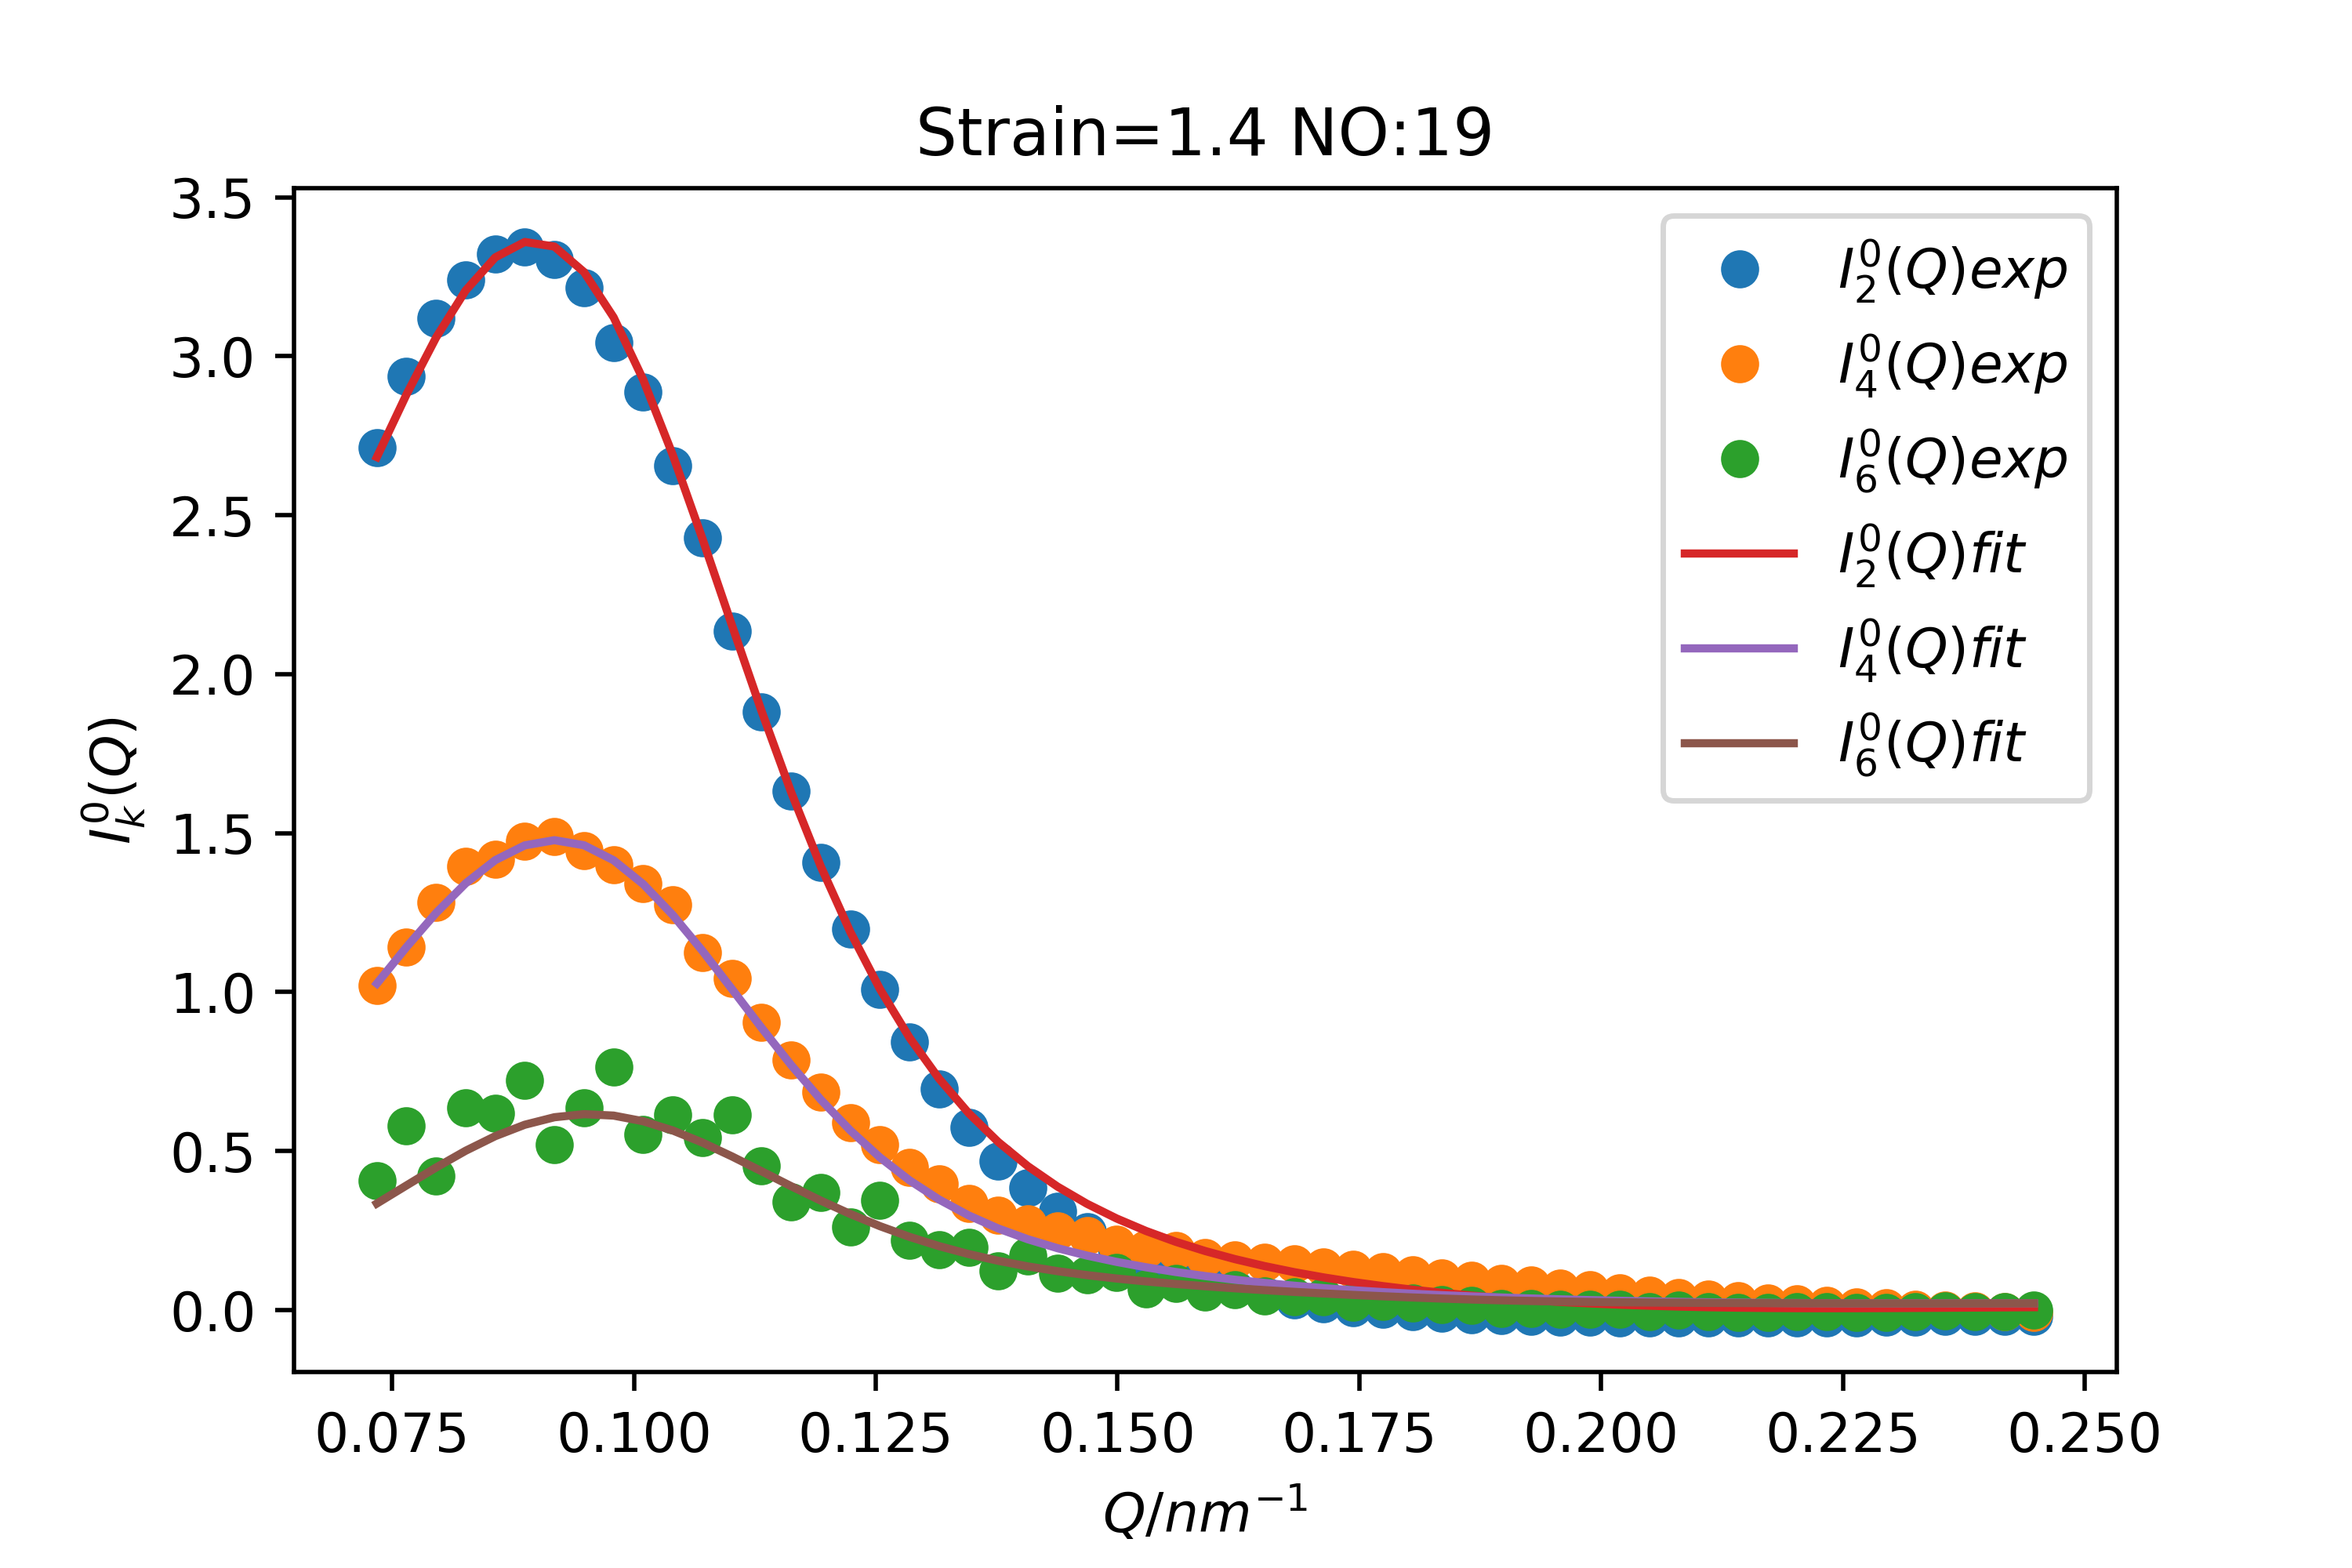 Strain=1.4 NO:19
3.5
3.0
2.5
2.0
1.5
1.0
0.5
0.0
I_k^0(Q)
I_2^0(Q)exp
I_4^0(Q)exp
I_6^0(Q)exp
I_2^0(Q)fit
I_4^0(Q)fit
I_6^0(Q)fit
0.075 0.100 0.125 0.150 0.175 0.200 0.225 0.250
Q/nm^{-1}